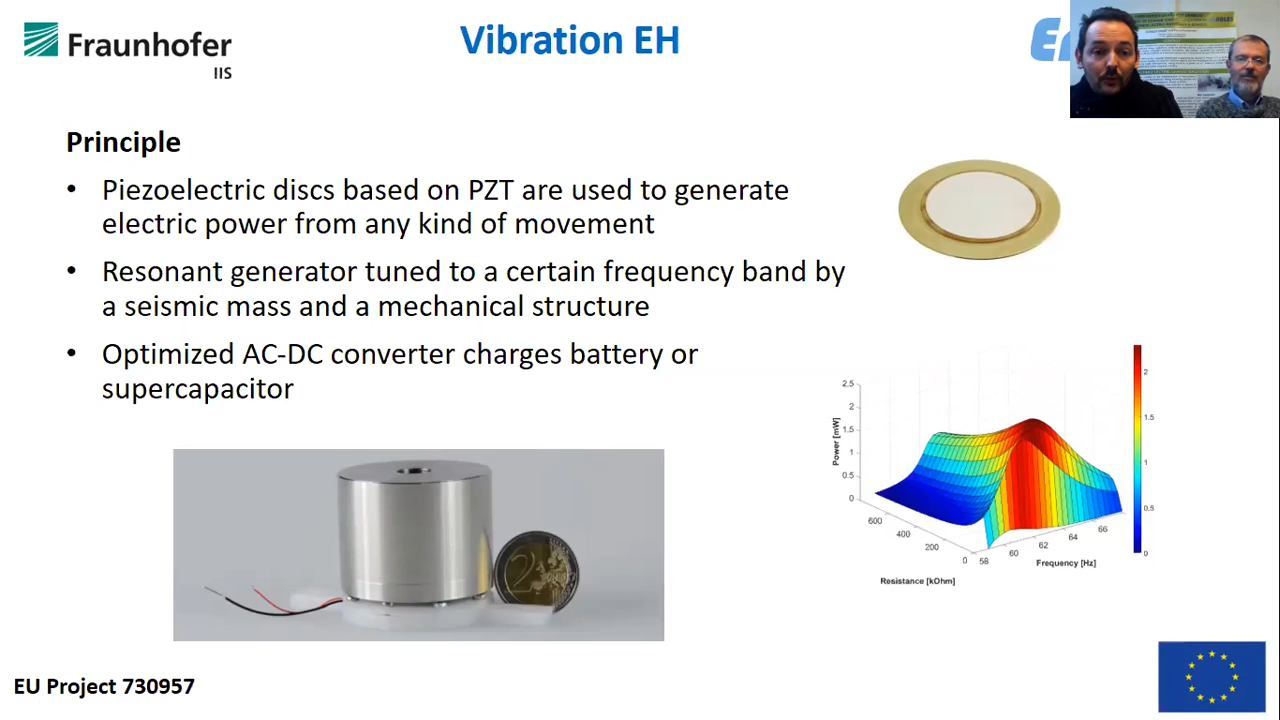 Fraunhofer
IIS
Vibration EH
En
ABLES
Principle
• Piezoelectric discs based on PZT are used to generate
electric power from any kind of movement
• Resonant generator tuned to a certain frequency band by
a seismic mass and a mechanical structure
• Optimized AC-DC converter charges battery or
supercapacitor
2
2.5
2
1.5
1
0.5
0
Power [mW]
600
400
200
0
Resistance [kOhm]
58
60
62
64
66
Frequency [Hz]
2
1.5
1
0.5
0
EU Project 730957